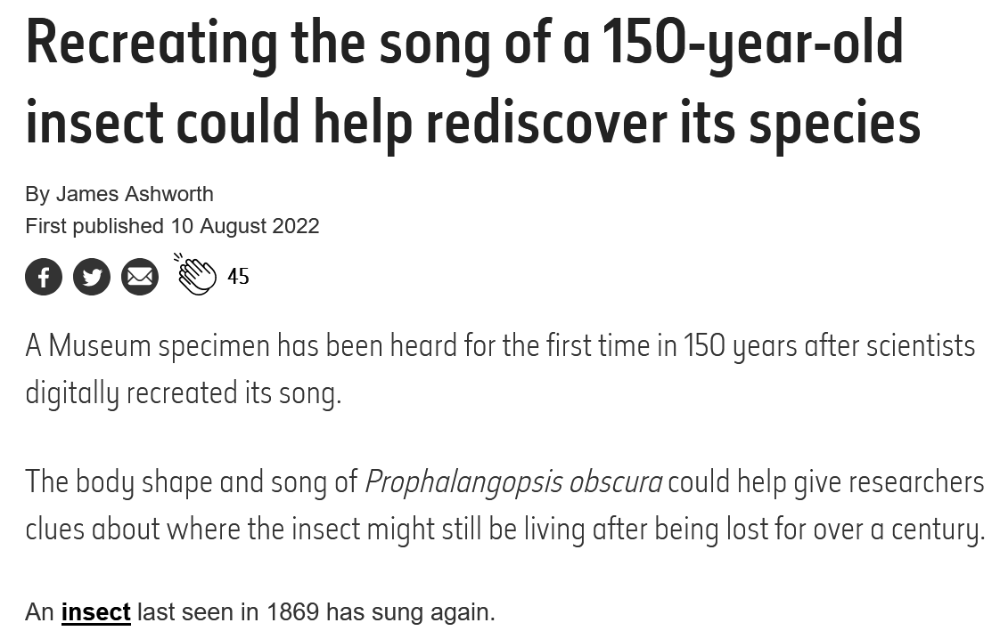 Recreating the song of a 150-year-old
insect could help rediscover its species
By James Ashworth
First published 10 August 2022
45
A Museum specimen has been heard for the first time in 150 years after scientists
digitally recreated its song.
The body shape and song of Prophalangopsis obscura could help give researchers
clues about where the insect might still be living after being lost for over a century.
An insect last seen in 1869 has sung again.